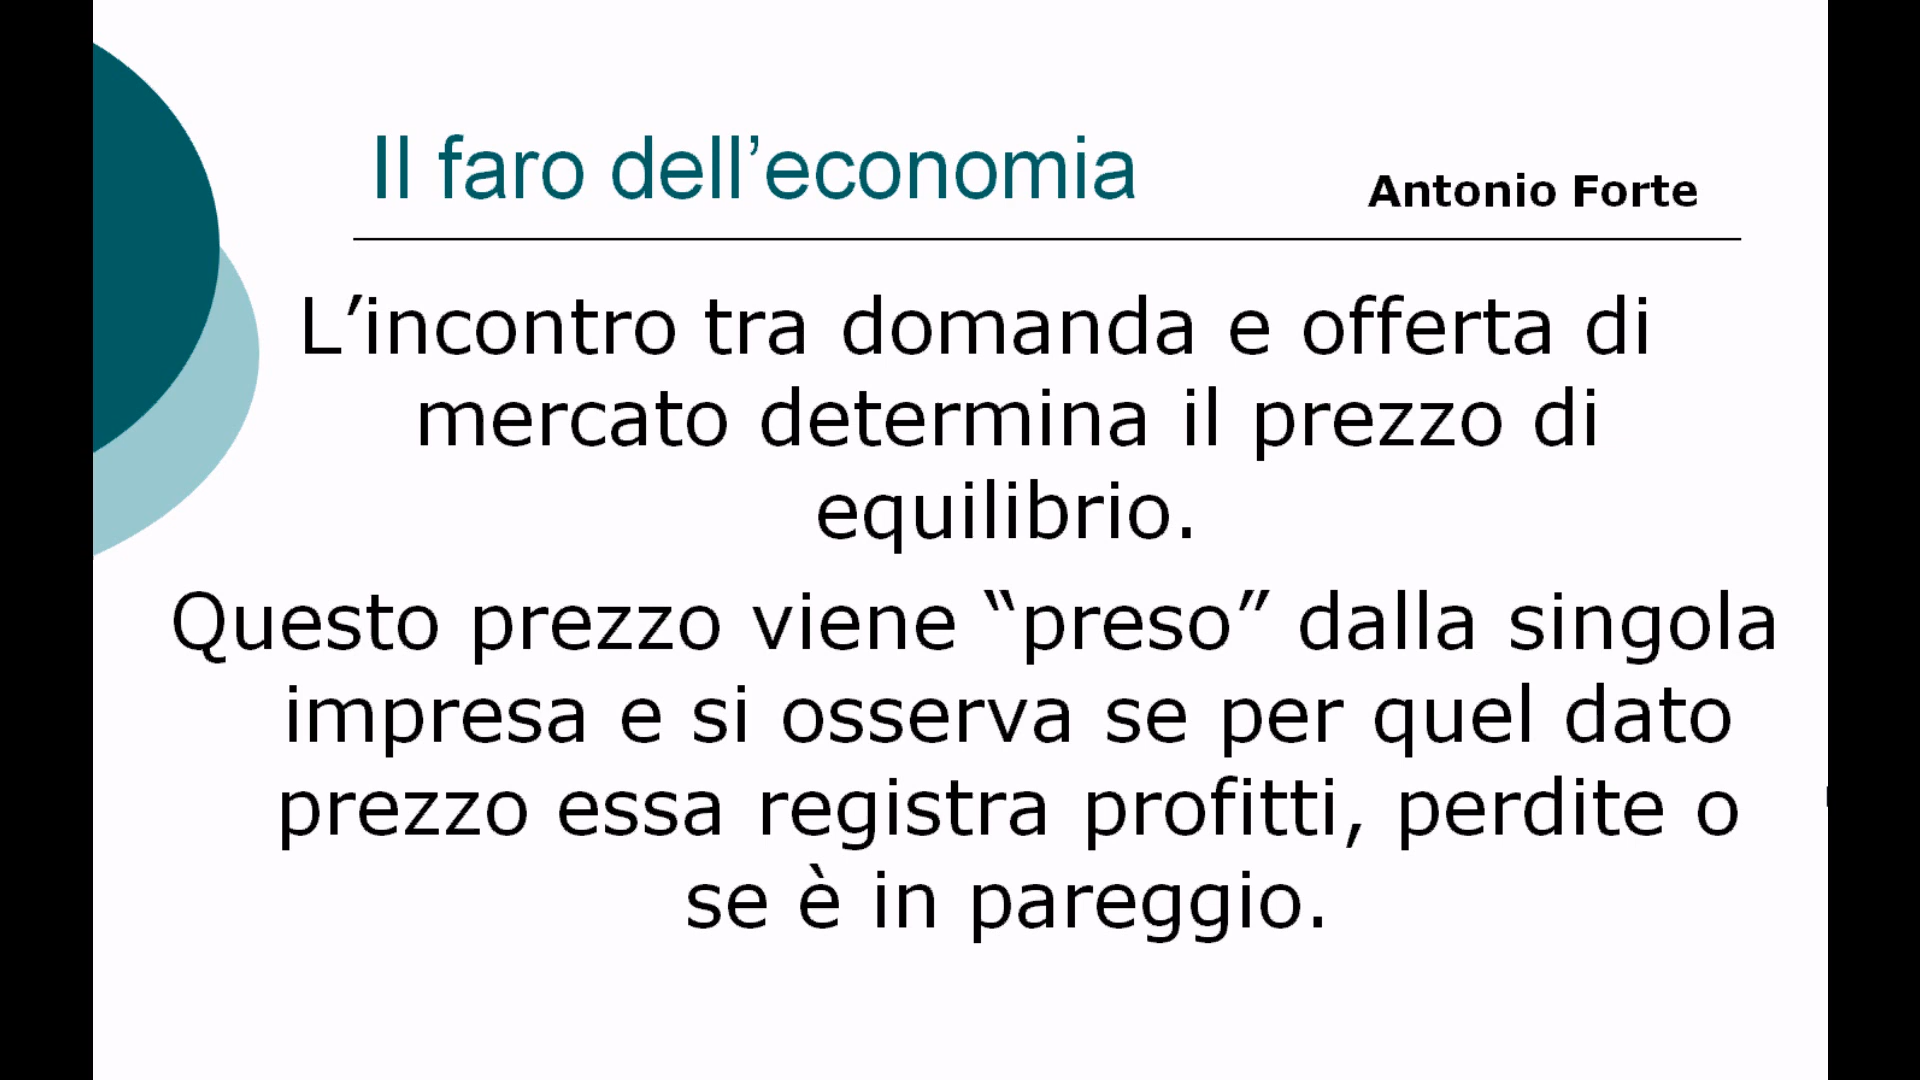 Il faro dell’economia
Antonio Forte
L’incontro tra domanda e offerta di
mercato determina il prezzo di
equilibrio.
Questo prezzo viene “preso” dalla singola
impresa e si osserva se per quel dato
prezzo essa registra profitti, perdite o
se è in pareggio.